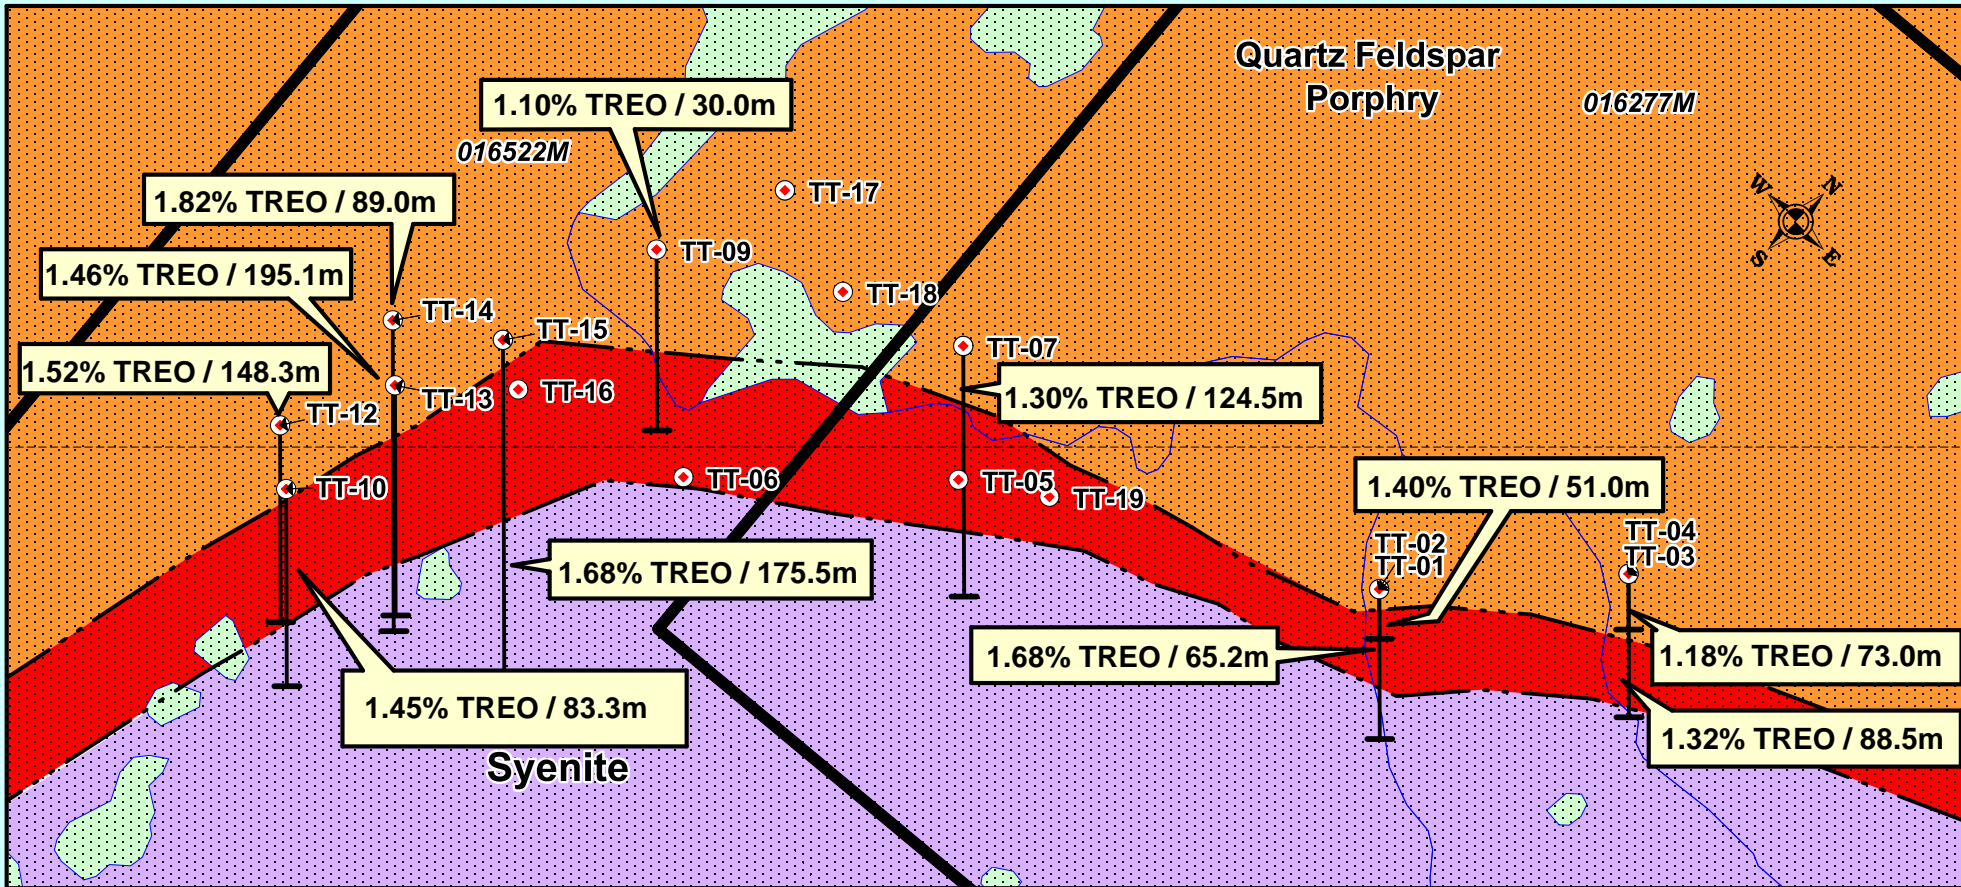 Quartz Feldspar
Porphry
016277M
1.10% TREO / 30.0m
016522M
N
W
S
E
TT-17
1.82% TREO / 89.0m
TT-09
1.46% TREO / 195.1m
TT-18
TT-14
TT-15
TT-07
1.52% TREO / 148.3m
TT-16
TT-13
1.30% TREO / 124.5m
TT-12
TT-10
TT-06
TT-05
TT-19
1.40% TREO / 51.0m
TT-02
TT-01
TT-04
TT-03
1.68% TREO / 175.5m
1.68% TREO / 65.2m
1.18% TREO / 73.0m
1.45% TREO / 83.3m
1.32% TREO / 88.5m
Syenite